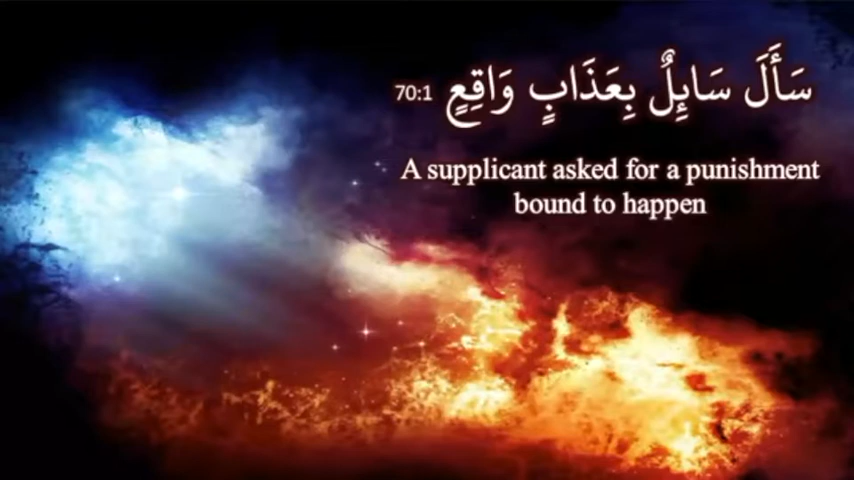 سَأَلَ سَائِلٌ بِعَذَابٍ وَاقِعٍ 70:1
A supplicant asked for a punishment
bound to happen